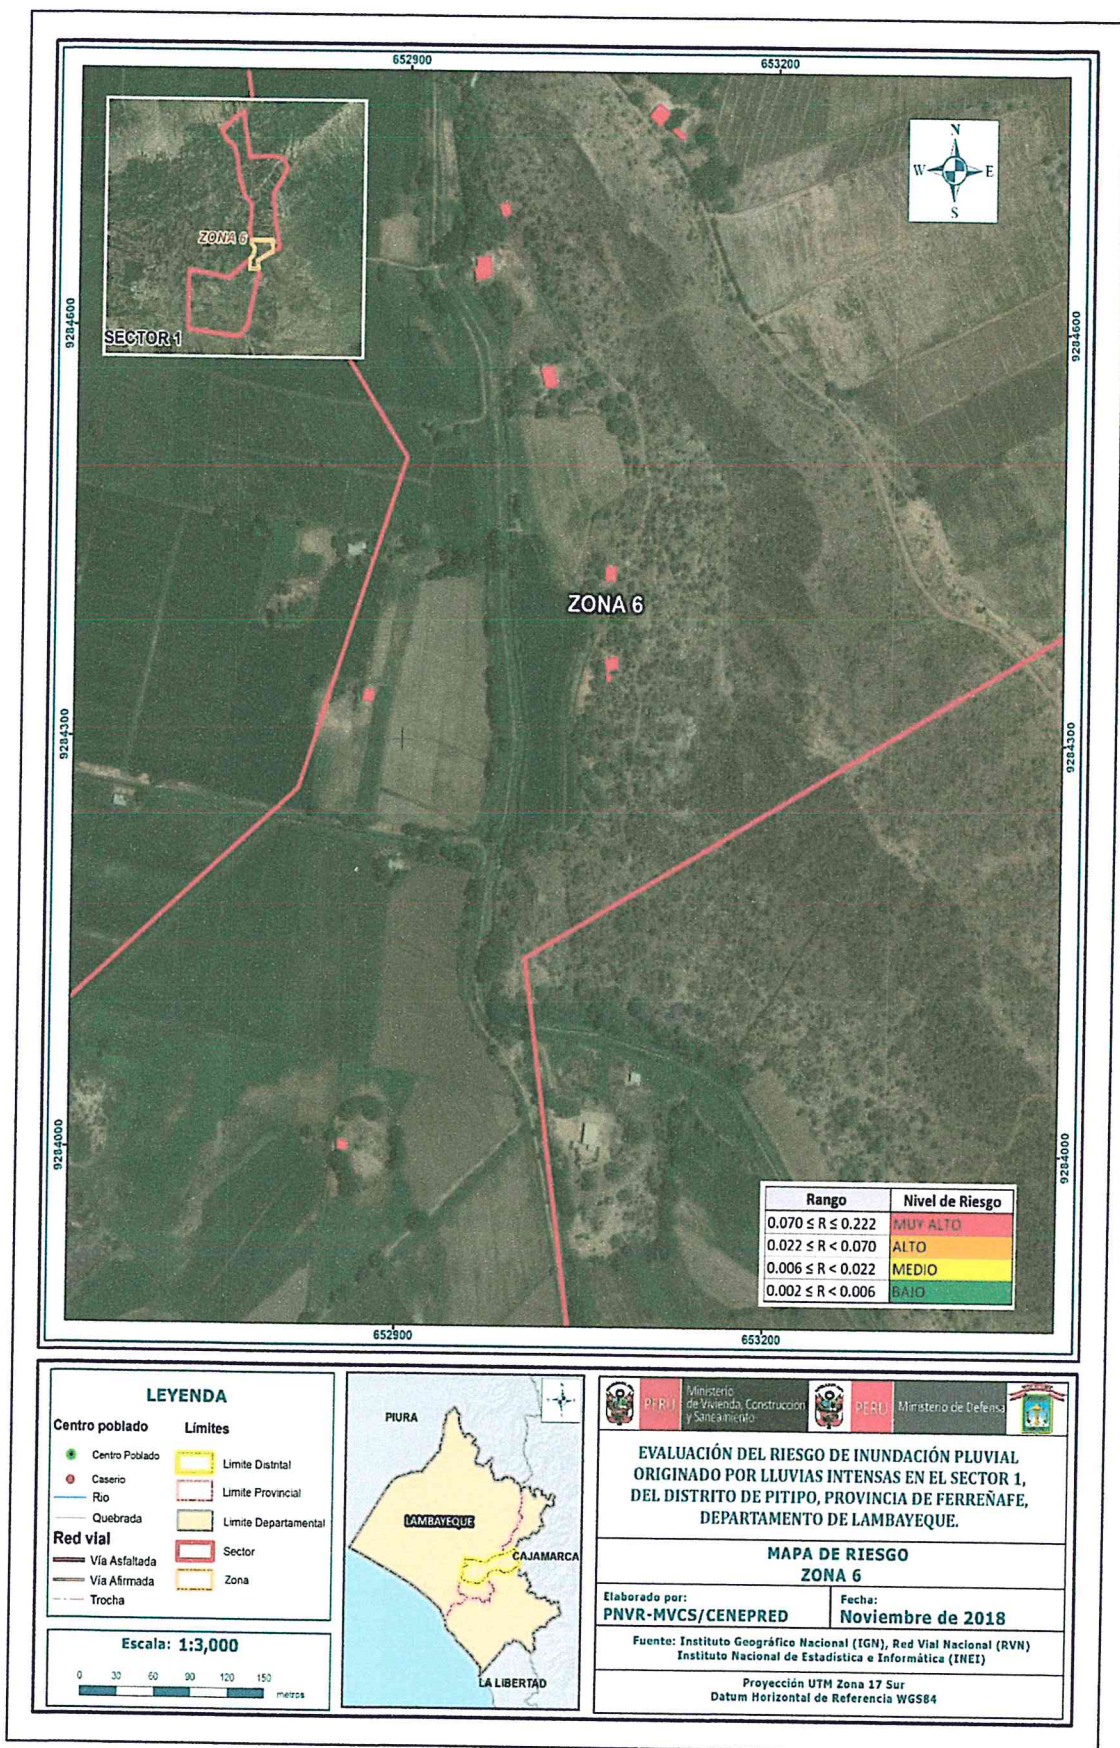 652900
653200
N
W
E
S
ZONA 6
SECTOR 1
9284600
9284600
ZONA 6
9284300
9284300
9284000
9284000
Rango
Nivel de Riesgo
0.070 ≤ R ≤ 0.222
MUY ALTO
0.022 ≤ R < 0.070
ALTO
0.006 ≤ R < 0.022
MEDIO
0.002 ≤ R < 0.006
BAJO
652900
653200
LEYENDA
Centro poblado
Centro Poblado
Caserio
Rio
Quebrada
Red vial
Vía Asfaltada
Vía Afirmada
Trocha
Límites
Limite Distrital
Limite Provincial
Limite Departamental
Sector
Zona
Escala: 1:3,000
0 30 60 90 120 150
metros
PIURA
LAMBAYEQUE
CAJAMARCA
LA LIBERTAD
PERÚ
Ministerio
de Vivienda, Construcción
y Saneamiento
PERÚ
Ministerio de Defensa
EVALUACIÓN DEL RIESGO DE INUNDACIÓN PLUVIAL
ORIGINADO POR LLUVIAS INTENSAS EN EL SECTOR 1,
DEL DISTRITO DE PITIPO, PROVINCIA DE FERREÑAFE,
DEPARTAMENTO DE LAMBAYEQUE.
MAPA DE RIESGO
ZONA 6
Elaborado por:
PNVR-MVCS/CENEPRED
Fecha:
Noviembre de 2018
Fuente: Instituto Geográfico Nacional (IGN), Red Vial Nacional (RVN)
Instituto Nacional de Estadística e Informática (INEI)
Proyección UTM Zona 17 Sur
Datum Horizontal de Referencia WGS84